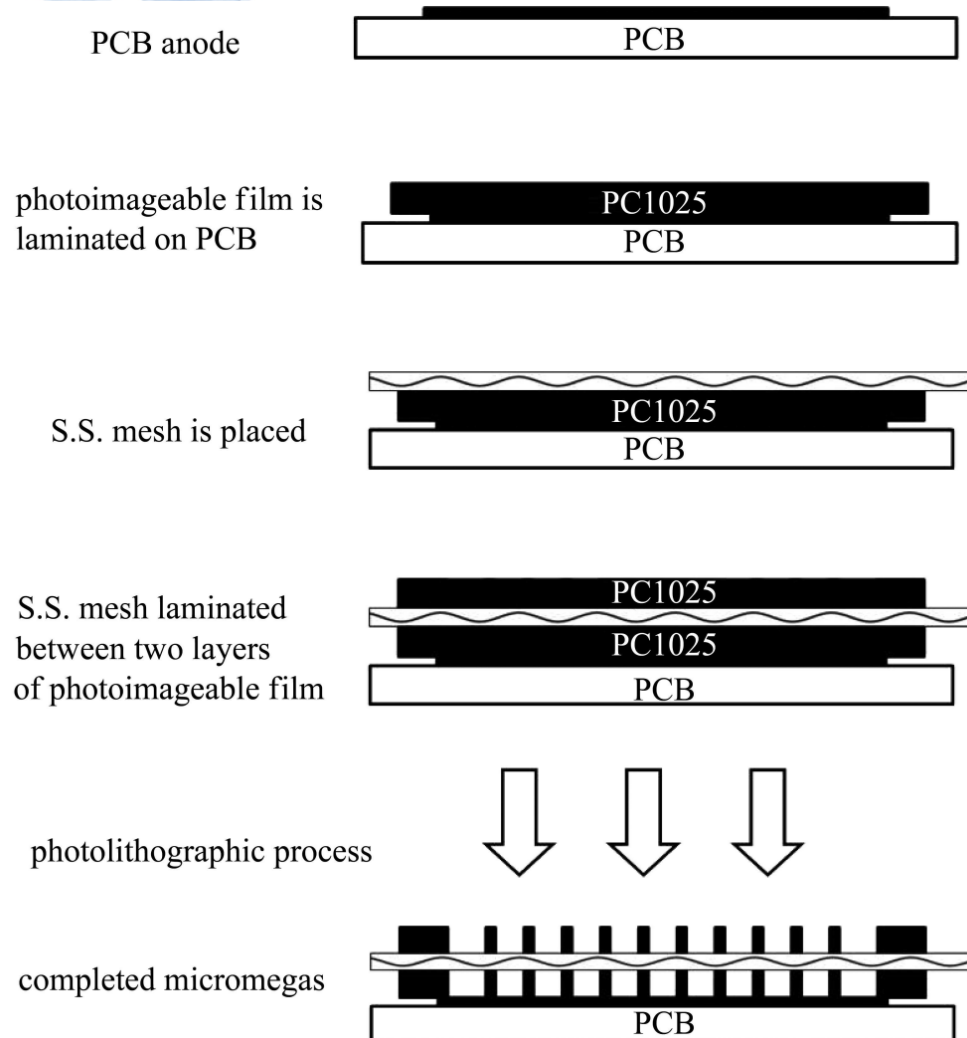 PCB anode
PCB
photoimageable film is
laminated on PCB
PC1025
PCB
S.S. mesh is placed
PC1025
PCB
S.S. mesh laminated
between two layers
of photoimageable film
PC1025
PC1025
PCB
photolithographic process
completed micromegas
PCB